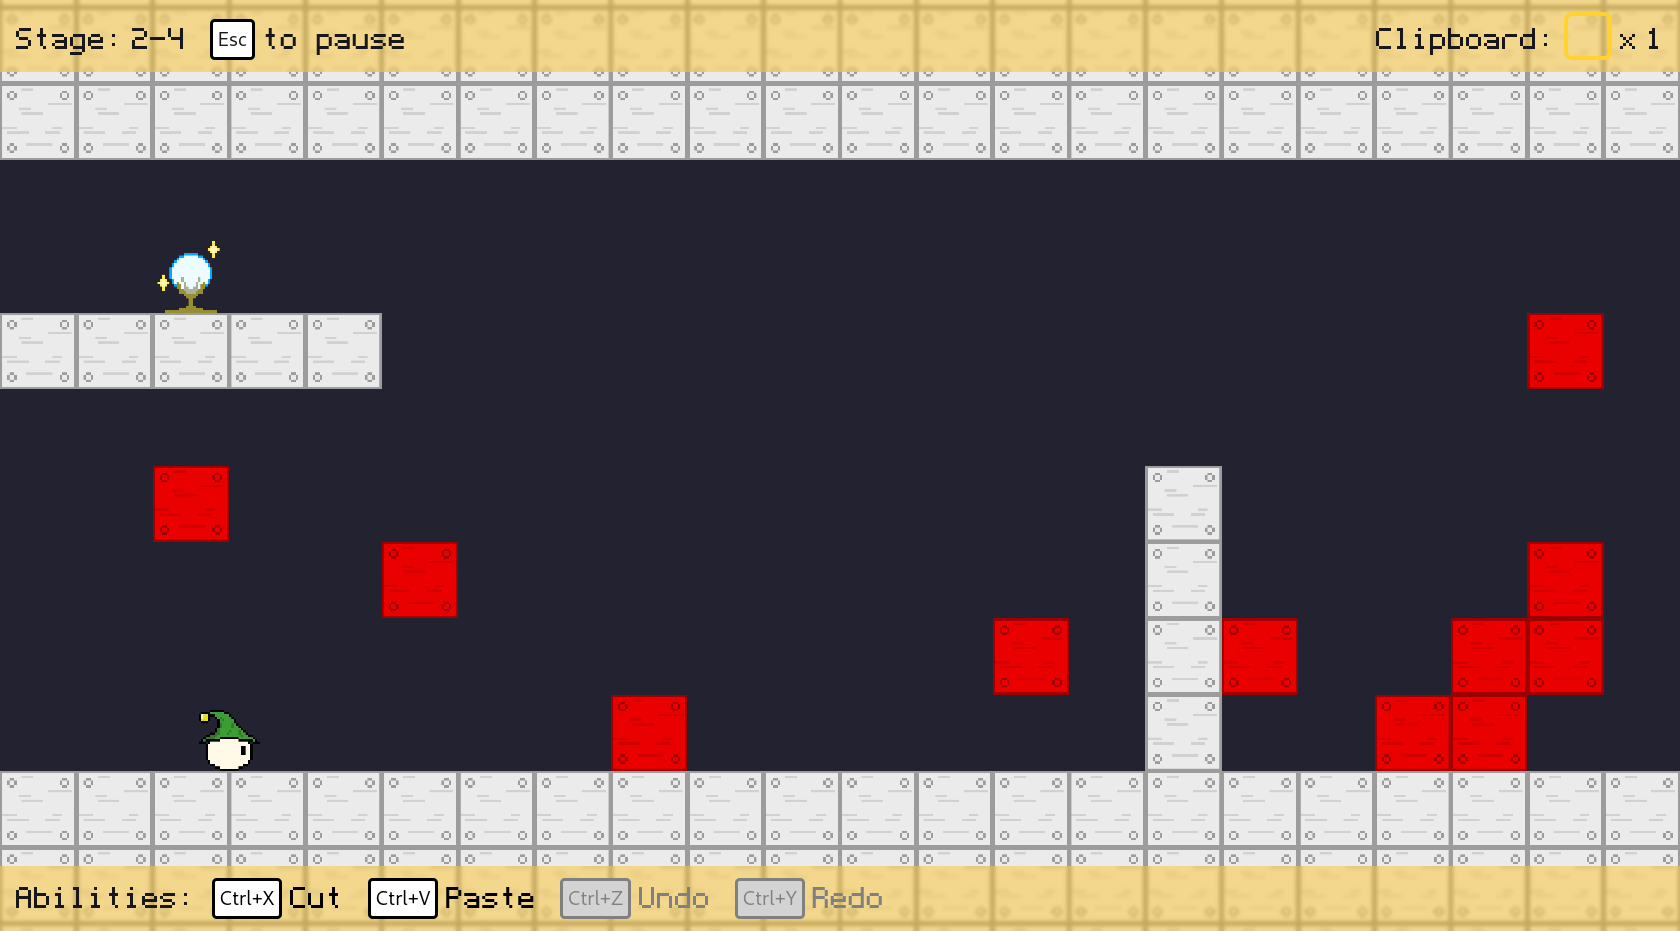 Stage: 2-4 Esc to pause Clipboard: x 1
Abilities: Ctrl+X Cut Ctrl+V Paste Ctrl+Z Undo Ctrl+Y Redo